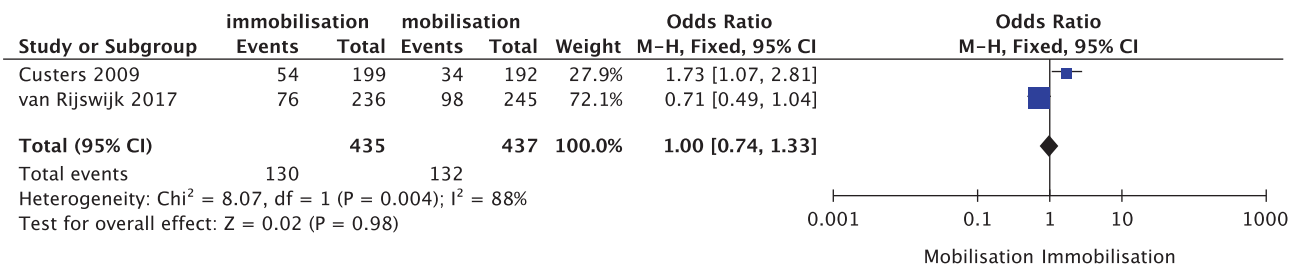 immobilisation mobilisation Odds Ratio Odds Ratio
Study or Subgroup Events Total Events Total Weight M-H, Fixed, 95% CI M-H, Fixed, 95% CI
Custers 2009 54 199 34 192 27.9% 1.73 [1.07, 2.81]
van Rijswijk 2017 76 236 98 245 72.1% 0.71 [0.49, 1.04]
Total (95% CI) 435 437 100.0% 1.00 [0.74, 1.33]
Total events 130 132
Heterogeneity: Chi² = 8.07, df = 1 (P = 0.004); I² = 88%
Test for overall effect: Z = 0.02 (P = 0.98)
0.001 0.1 1 10 1000
Mobilisation Immobilisation